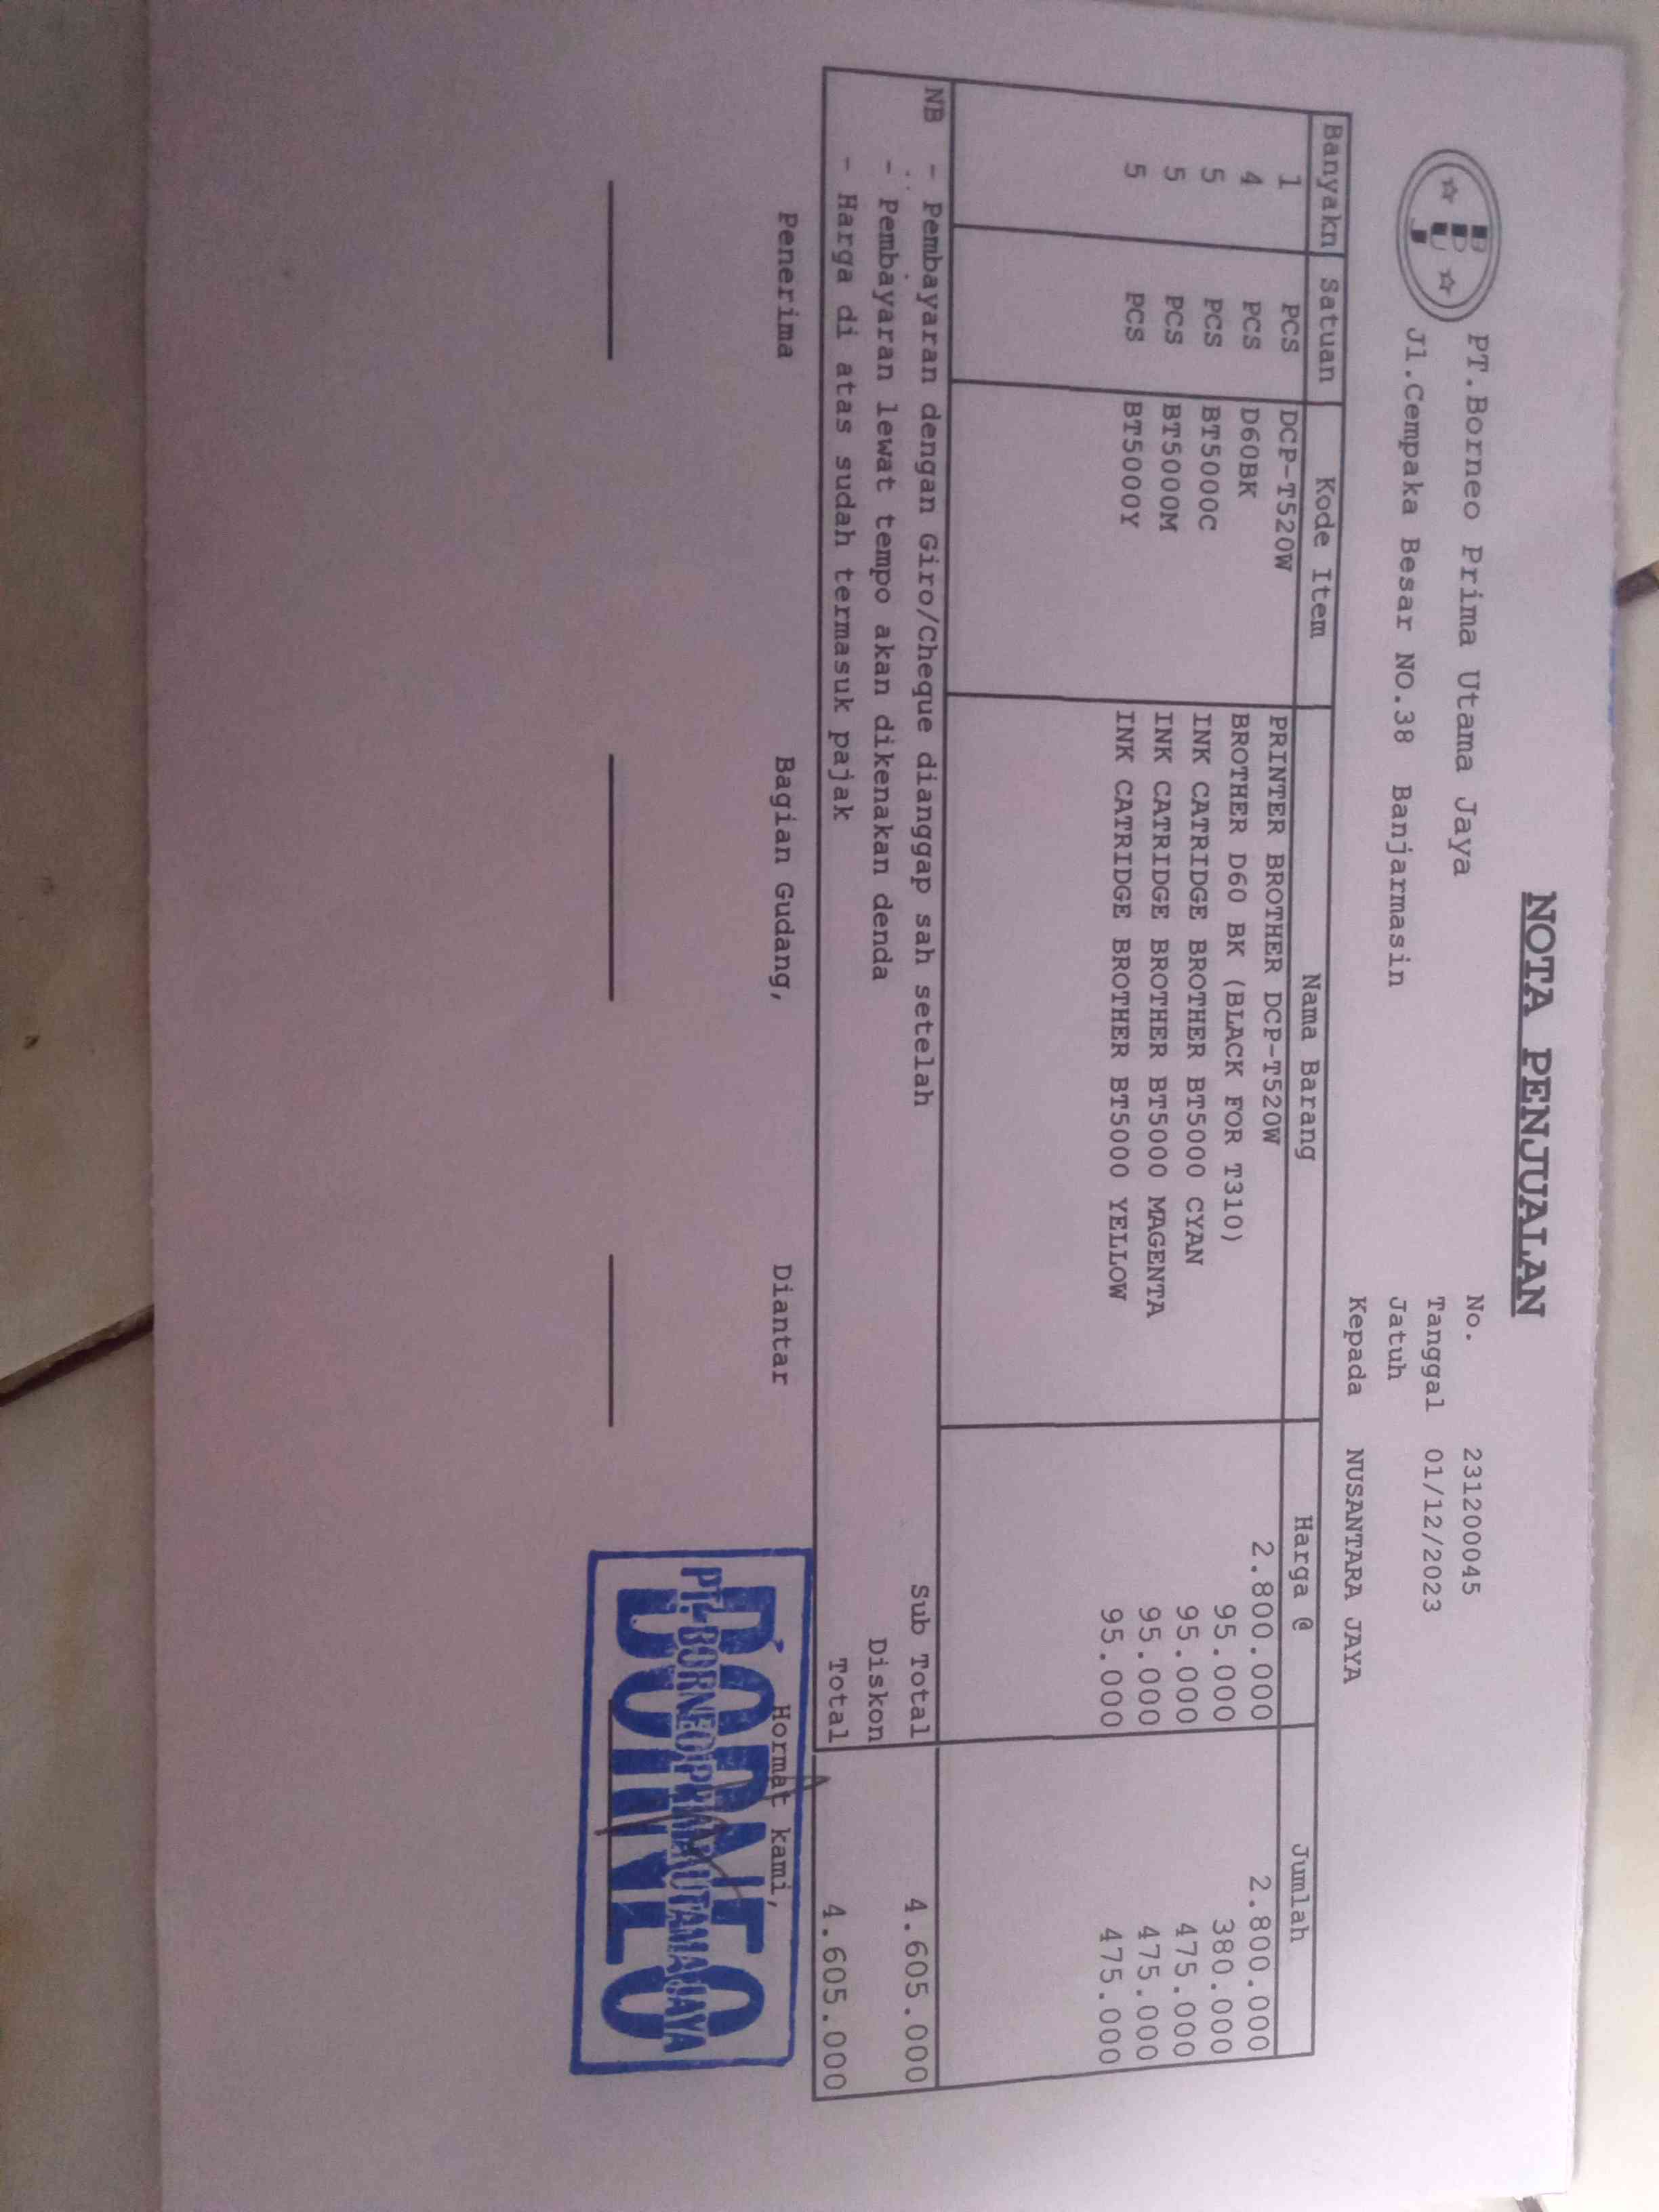 NOTA PENJUALAN
PT.Borneo Prima Utama Jaya
Jl.Cempaka Besar NO.38 Banjarmasin
BPUJ
No. 231200045
Tanggal 01/12/2023
Jatuh
Kepada NUSANTARA JAYA
Banyakn Satuan Kode Item Nama Barang Harga @ Jumlah
1 PCS DCP-T520W PRINTER BROTHER DCP-T520W 2.800.000 2.800.000
4 PCS D60BK BROTHER D60 BK (BLACK FOR T310) 95.000 380.000
5 PCS BT5000C INK CATRIDGE BROTHER BT5000 CYAN 95.000 475.000
5 PCS BT5000M INK CATRIDGE BROTHER BT5000 MAGENTA 95.000 475.000
5 PCS BT5000Y INK CATRIDGE BROTHER BT5000 YELLOW 95.000 475.000
NB - Pembayaran dengan Giro/Cheque dianggap sah setelah Sub Total 4.605.000
- Pembayaran lewat tempo akan dikenakan denda Diskon
- Harga di atas sudah termasuk pajak Total 4.605.000
Penerima Bagian Gudang, Diantar Hormat kami,
BORNEO
PT. BORNEO PRIMA UTAMA JAYA